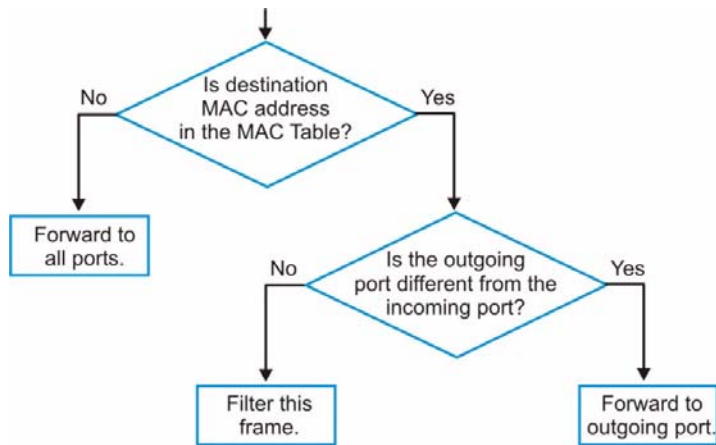 Is destination
MAC address
in the MAC Table?
No
Yes
Forward to
all ports.
Is the outgoing
port different from the
incoming port?
No
Yes
Filter this
frame.
Forward to
outgoing port.